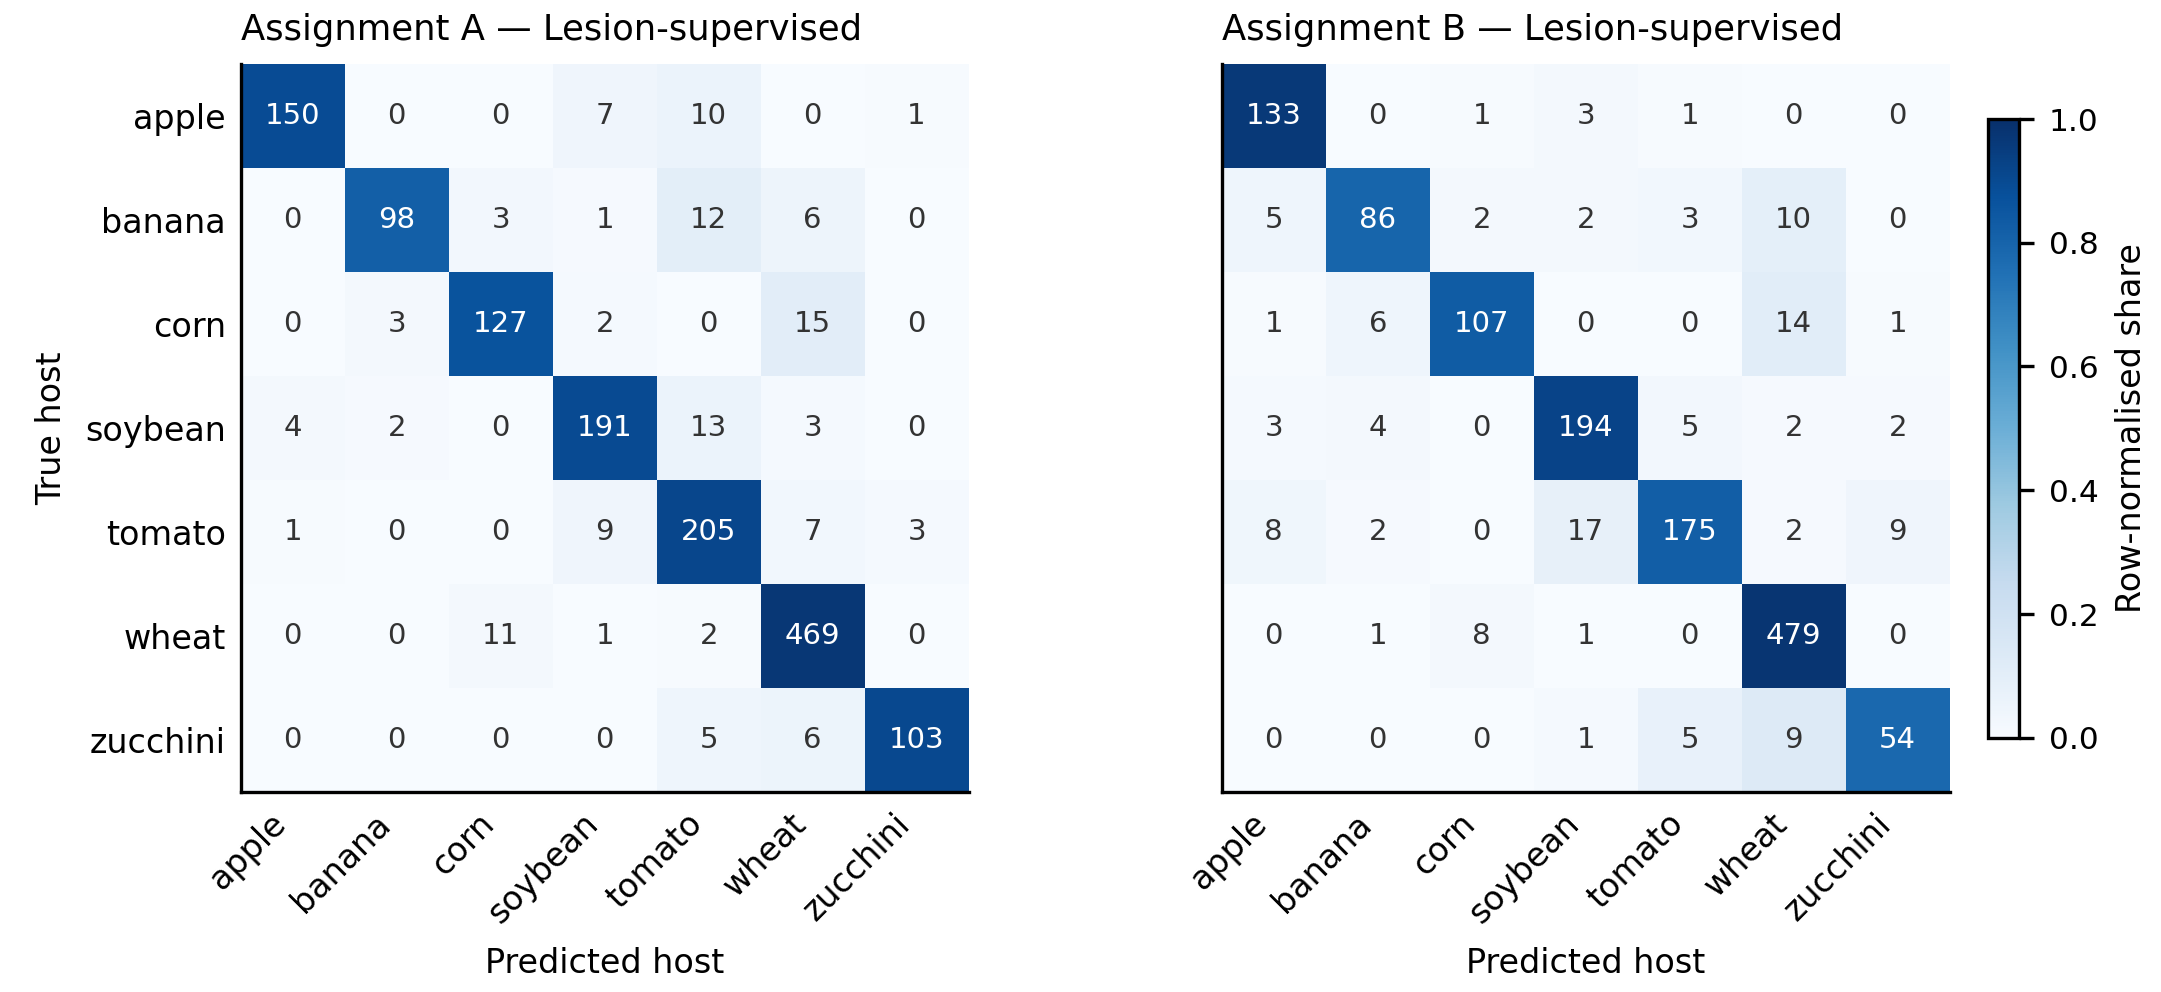 Assignment A — Lesion-supervised
apple 150 0 0 7 10 0 1
banana 0 98 3 1 12 6 0
corn 0 3 127 2 0 15 0
soybean 4 2 0 191 13 3 0
tomato 1 0 0 9 205 7 3
wheat 0 0 11 1 2 469 0
zucchini 0 0 0 0 5 6 103
True host
apple banana corn soybean tomato wheat zucchini
Predicted host
Assignment B — Lesion-supervised
133 0 1 3 1 0 0
5 86 2 2 3 10 0
1 6 107 0 0 14 1
3 4 0 194 5 2 2
8 2 0 17 175 2 9
0 1 8 1 0 479 0
0 0 0 1 5 9 54
apple banana corn soybean tomato wheat zucchini
Predicted host
1.0
0.8
0.6
0.4
0.2
0.0
Row-normalised share